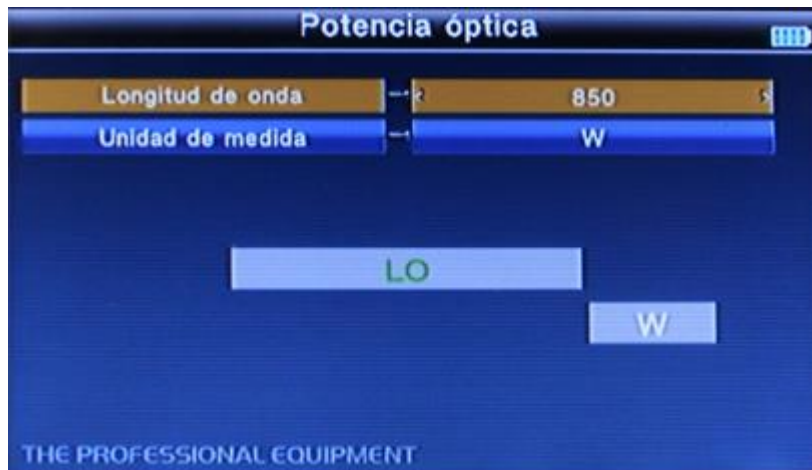 Potencia óptica
Longitud de onda 850
Unidad de medida W
LO
W
THE PROFESSIONAL EQUIPMENT